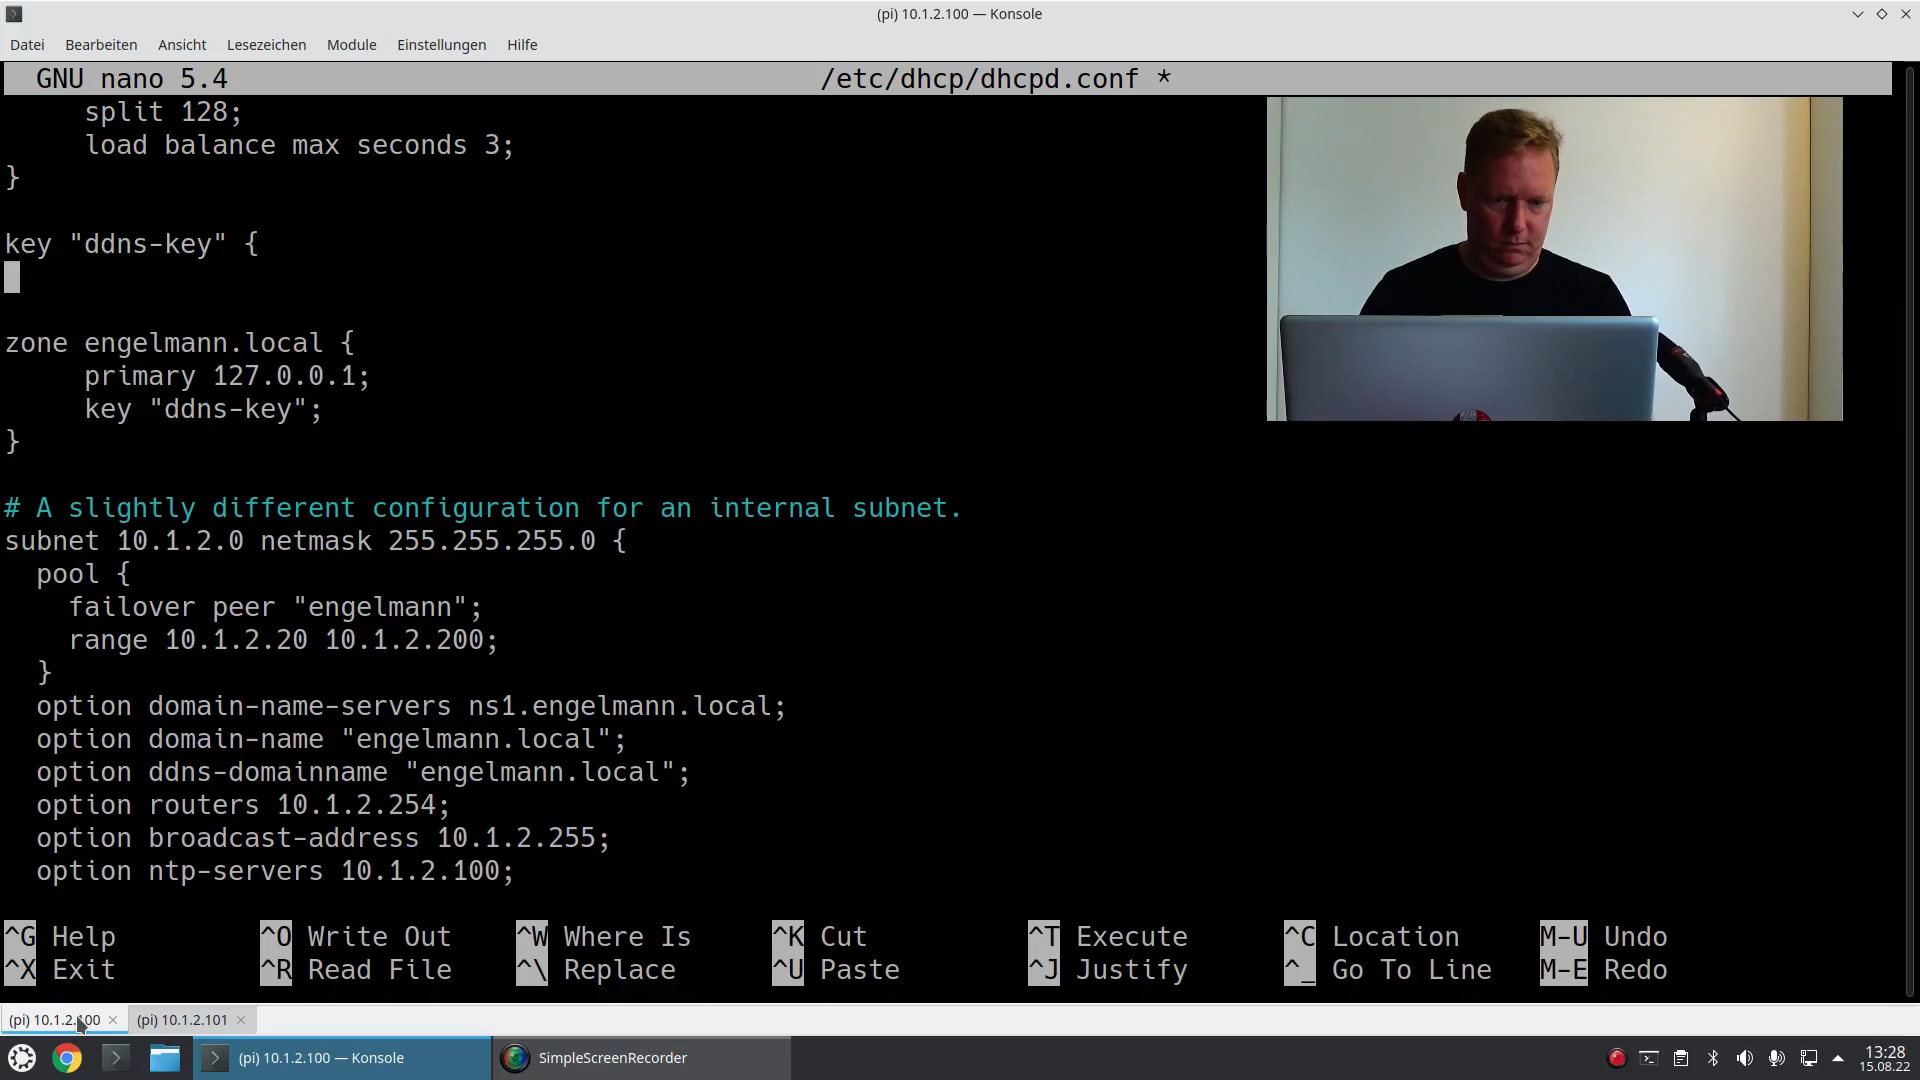 (pi) 10.1.2.100 — Konsole
Datei Bearbeiten Ansicht Lesezeichen Module Einstellungen Hilfe
GNU nano 5.4 /etc/dhcp/dhcpd.conf *
split 128;
load balance max seconds 3;
}
key "ddns-key" {
zone engelmann.local {
primary 127.0.0.1;
key "ddns-key";
}
# A slightly different configuration for an internal subnet.
subnet 10.1.2.0 netmask 255.255.255.0 {
pool {
failover peer "engelmann";
range 10.1.2.20 10.1.2.200;
}
option domain-name-servers ns1.engelmann.local;
option domain-name "engelmann.local";
option ddns-domainname "engelmann.local";
option routers 10.1.2.254;
option broadcast-address 10.1.2.255;
option ntp-servers 10.1.2.100;
^G Help ^O Write Out ^W Where Is ^K Cut ^T Execute ^C Location M-U Undo
^X Exit ^R Read File ^\ Replace ^U Paste ^J Justify ^_ Go To Line M-E Redo
(pi) 10.1.2.100 (pi) 10.1.2.101
(pi) 10.1.2.100 — Konsole SimpleScreenRecorder 13:28
15.08.22